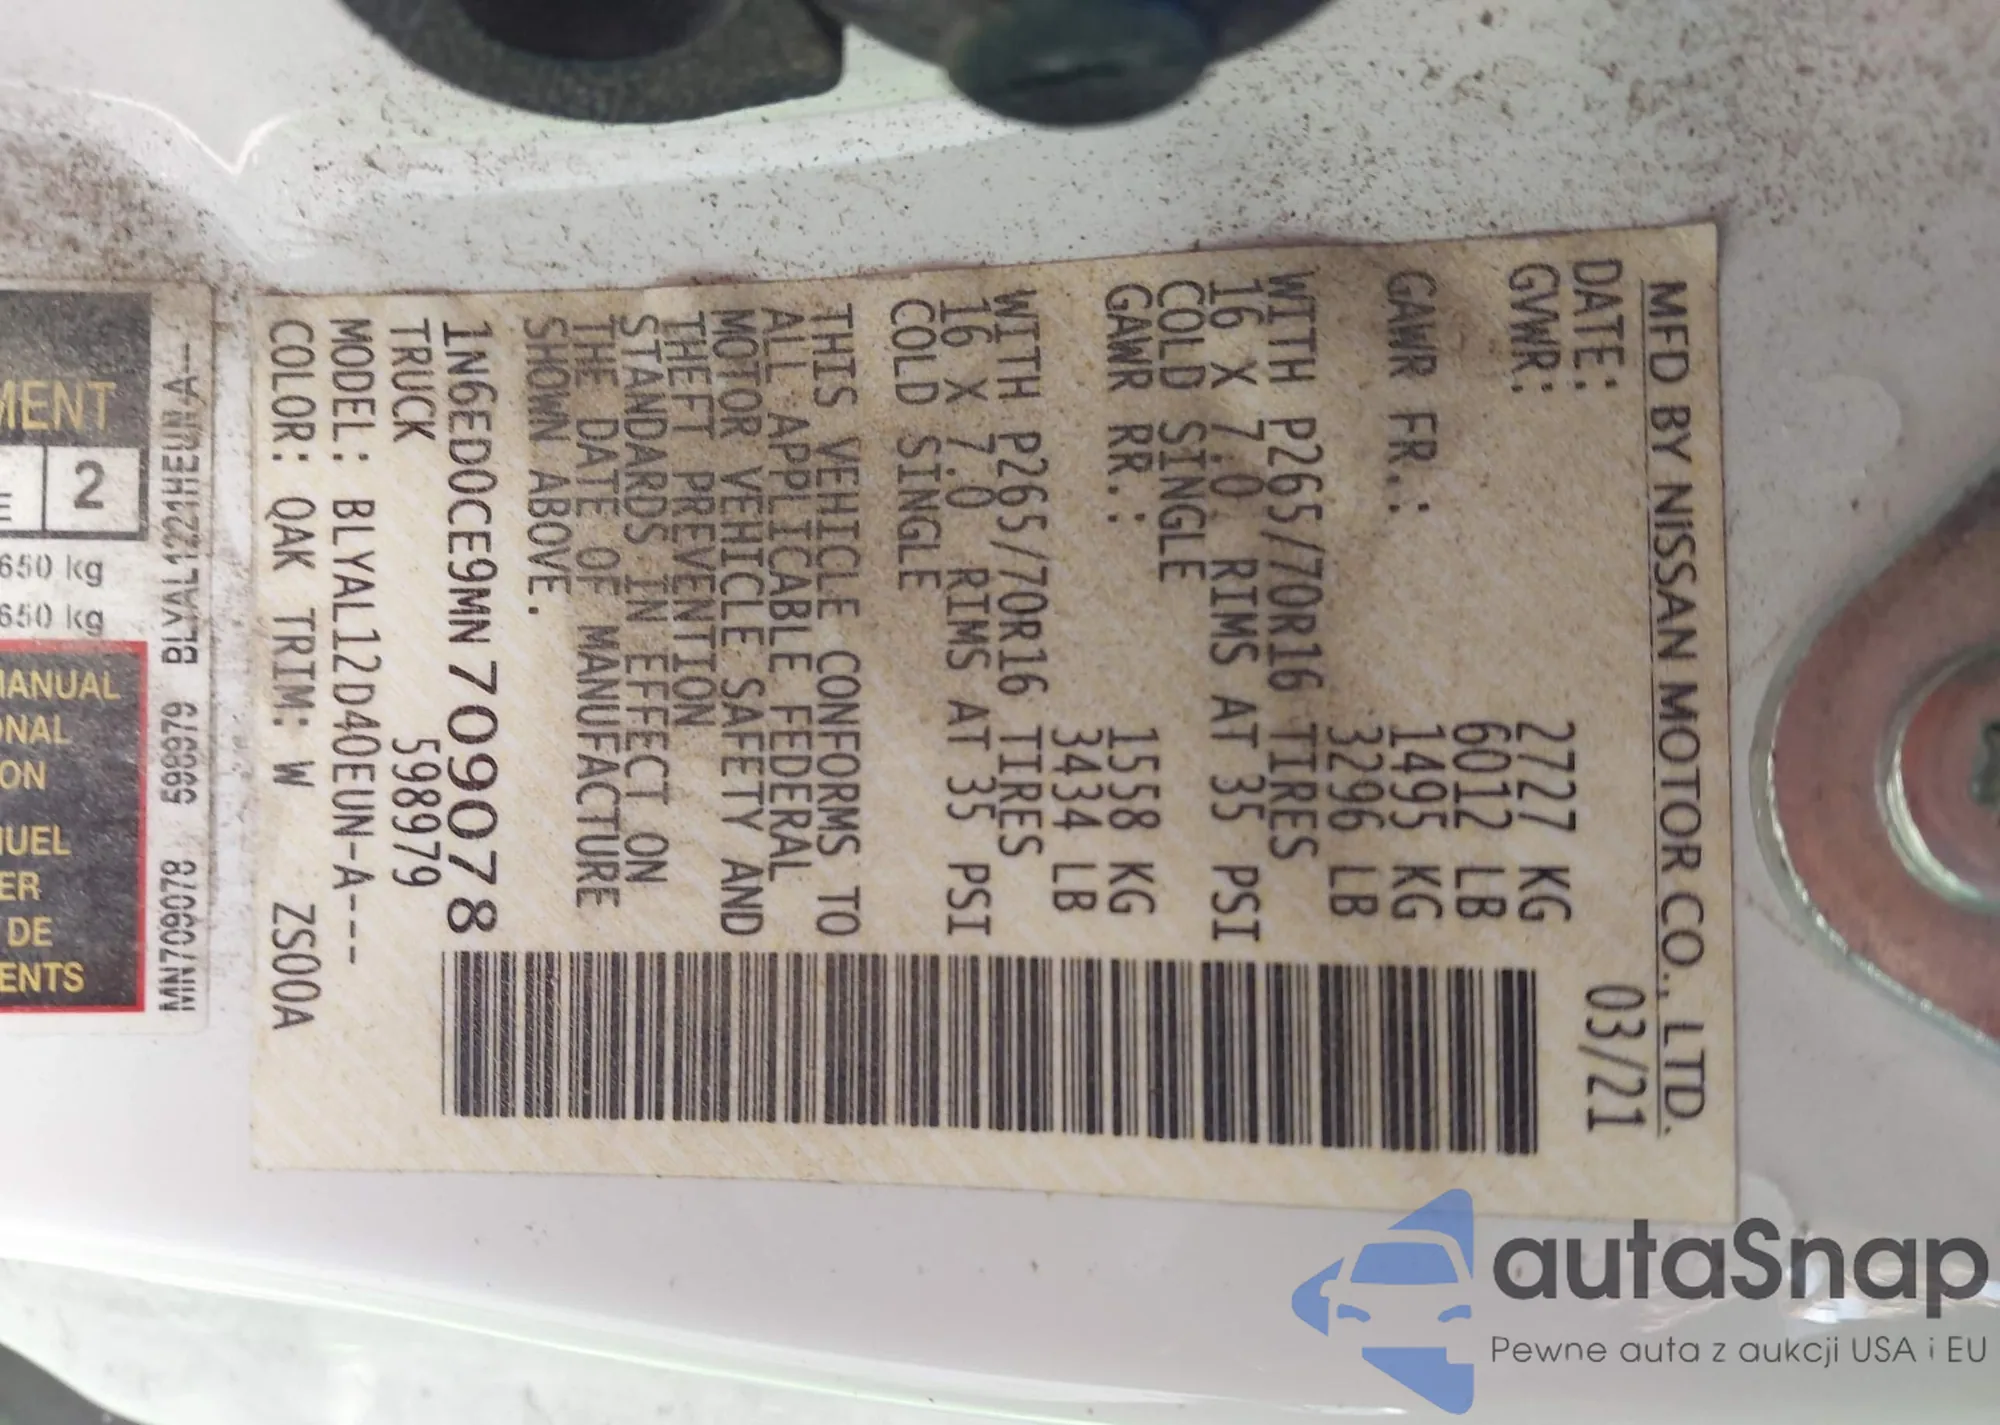 MFD BY NISSAN MOTOR CO., LTD.
DATE: 03/21
GVWR: 2727 KG
6012 LB
GAWR FR.: 1495 KG
3296 LB
WITH P265/70R16 TIRES
16 X 7.0 RIMS AT 35 PSI
COLD SINGLE
GAWR RR.: 1558 KG
3434 LB
WITH P265/70R16 TIRES
16 X 7.0 RIMS AT 35 PSI
COLD SINGLE
THIS VEHICLE CONFORMS TO
ALL APPLICABLE FEDERAL
MOTOR VEHICLE SAFETY AND
THEFT PREVENTION
STANDARDS IN EFFECT ON
THE DATE OF MANUFACTURE
SHOWN ABOVE.
1N6ED0CE9MN709078
TRUCK 598979
MODEL: BLYAL12D40EUN-A---
COLOR: QAK TRIM: W ZS00A
BLYAL1221HEUNA-- 598979 MN709078
MENT
E 2
650 kg
650 kg
MANUAL
ONAL
ON
NUEL
ER
DE
ENTS
autaSnap
Pewne auta z aukcji USA i EU